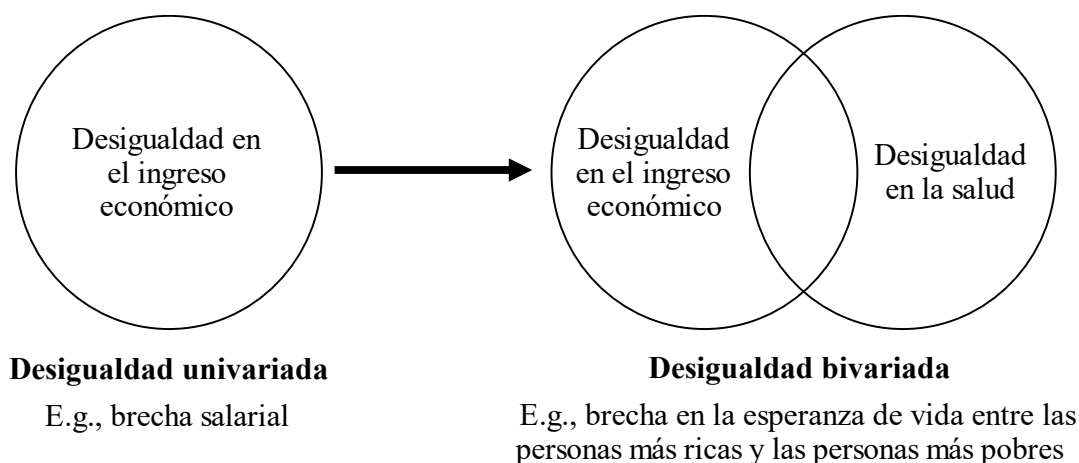 Desigualdad en
el ingreso
económico
Desigualdad
en el ingreso
económico
Desigualdad
en la salud
Desigualdad univariada
E.g., brecha salarial
Desigualdad bivariada
E.g., brecha en la esperanza de vida entre las
personas más ricas y las personas más pobres